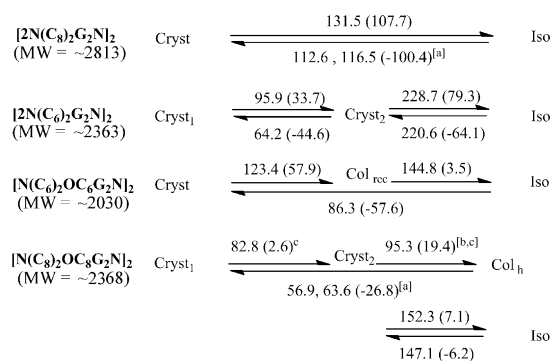 [2N(C₈)₂G₂N]₂ Cryst 131.5 (107.7) Iso
(MW = ~2813) 112.6 , 116.5 (-100.4)[a]
[2N(C₆)₂G₂N]₂ Cryst₁ 95.9 (33.7) Cryst₂ 228.7 (79.3) Iso
(MW = ~2363) 64.2 (-44.6) 220.6 (-64.1)
[N(C₆)₂OC₆G₂N]₂ Cryst 123.4 (57.9) Col rec 144.8 (3.5) Iso
(MW = ~2030) 86.3 (-57.6)
[N(C₈)₂OC₈G₂N]₂ Cryst₁ 82.8 (2.6)c Cryst₂ 95.3 (19.4)[b,c] Col h
(MW = ~2368) 56.9, 63.6 (-26.8)[a]
152.3 (7.1) Iso
147.1 (-6.2)